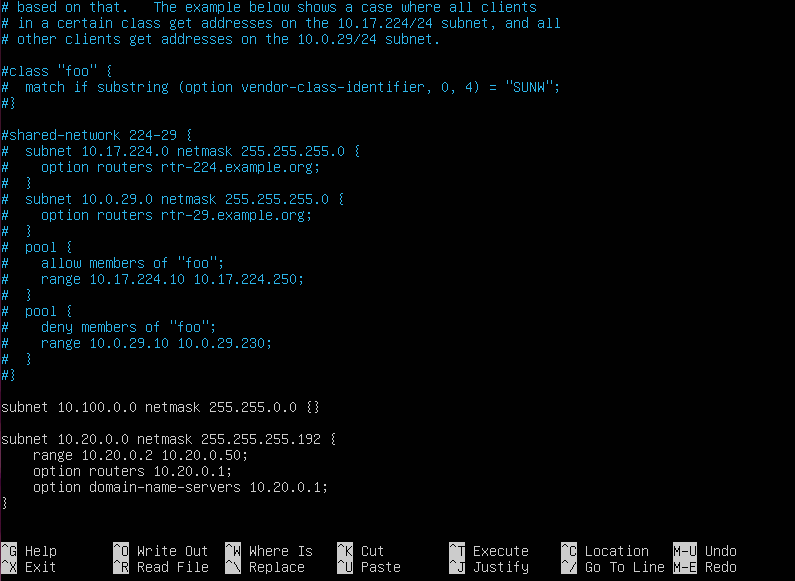 # based on that.   The example below shows a case where all clients
# in a certain class get addresses on the 10.17.224/24 subnet, and all
# other clients get addresses on the 10.0.29/24 subnet.

#class "foo" {
#  match if substring (option vendor-class-identifier, 0, 4) = "SUNW";
#}

#shared-network 224-29 {
#  subnet 10.17.224.0 netmask 255.255.255.0 {
#    option routers rtr-224.example.org;
#  }
#  subnet 10.0.29.0 netmask 255.255.255.0 {
#    option routers rtr-29.example.org;
#  }
#  pool {
#    allow members of "foo";
#    range 10.17.224.10 10.17.224.250;
#  }
#  pool {
#    deny members of "foo";
#    range 10.0.29.10 10.0.29.230;
#  }
#}

subnet 10.100.0.0 netmask 255.255.0.0 {}

subnet 10.20.0.0 netmask 255.255.255.192 {
    range 10.20.0.2 10.20.0.50;
    option routers 10.20.0.1;
    option domain-name-servers 10.20.0.1;
}

^G Help ^O Write Out ^W Where Is ^K Cut ^T Execute ^C Location M-U Undo
^X Exit ^R Read File ^\ Replace ^U Paste ^J Justify ^/ Go To Line M-E Redo